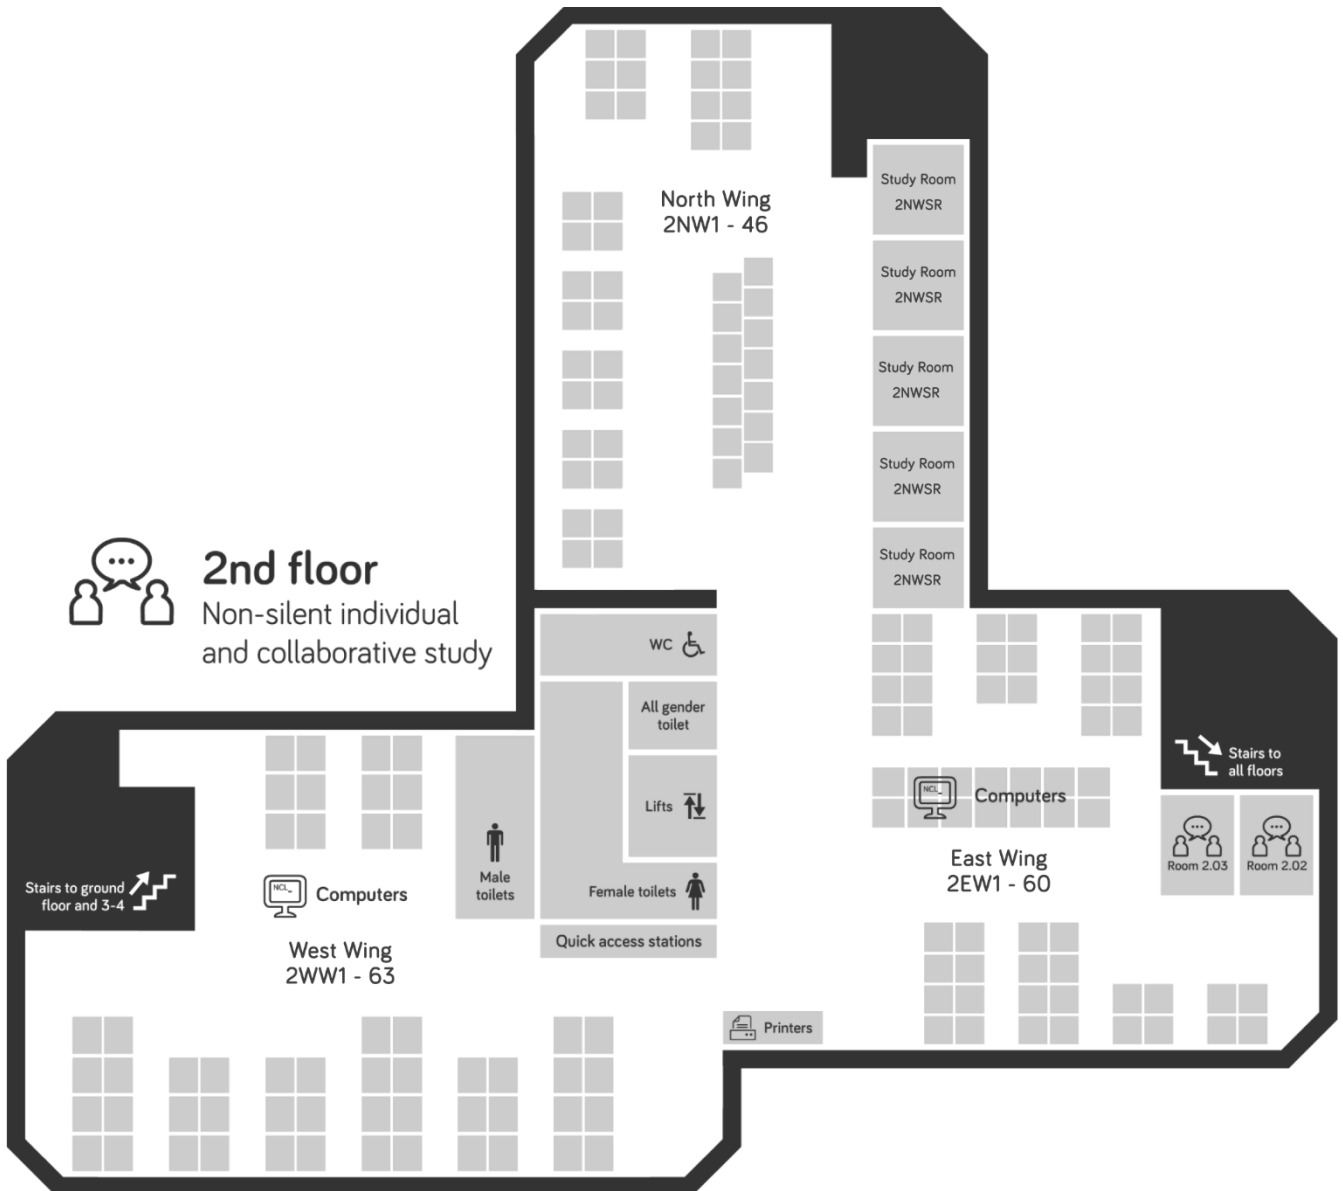 North Wing
2NW1 - 46
Study Room
2NWSR
Study Room
2NWSR
Study Room
2NWSR
Study Room
2NWSR
Study Room
2NWSR
2nd floor
Non-silent individual
and collaborative study
WC
All gender
toilet
Lifts
Male
toilets
Female toilets
Quick access stations
Printers
Stairs to ground
floor and 3-4
NCL_
Computers
West Wing
2WW1 - 63
Stairs to
all floors
NCL_
Computers
East Wing
2EW1 - 60
Room 2.03
Room 2.02